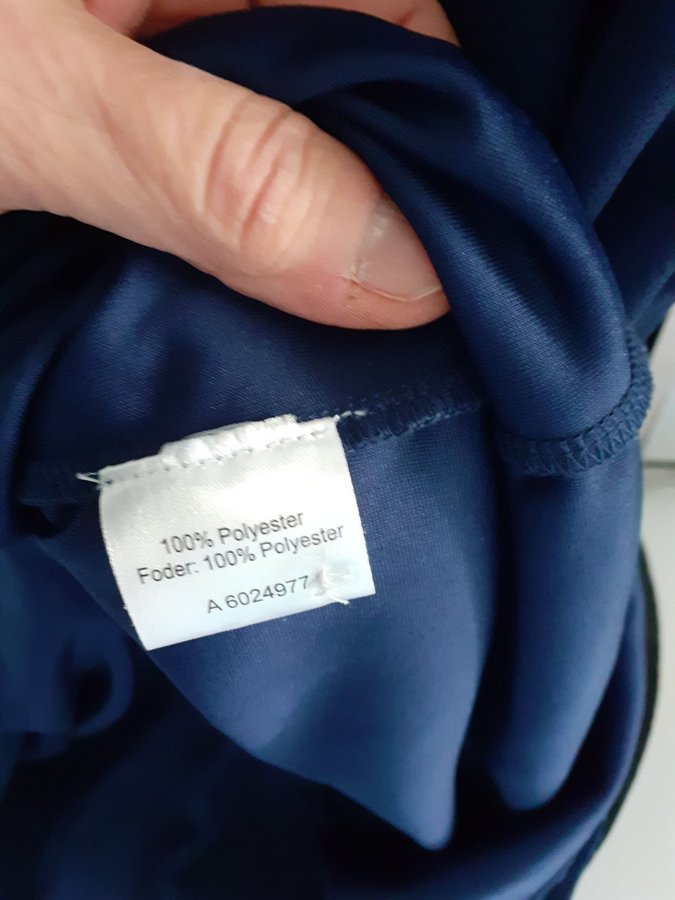 100% Polyester
Foder: 100% Polyester
A 6024977